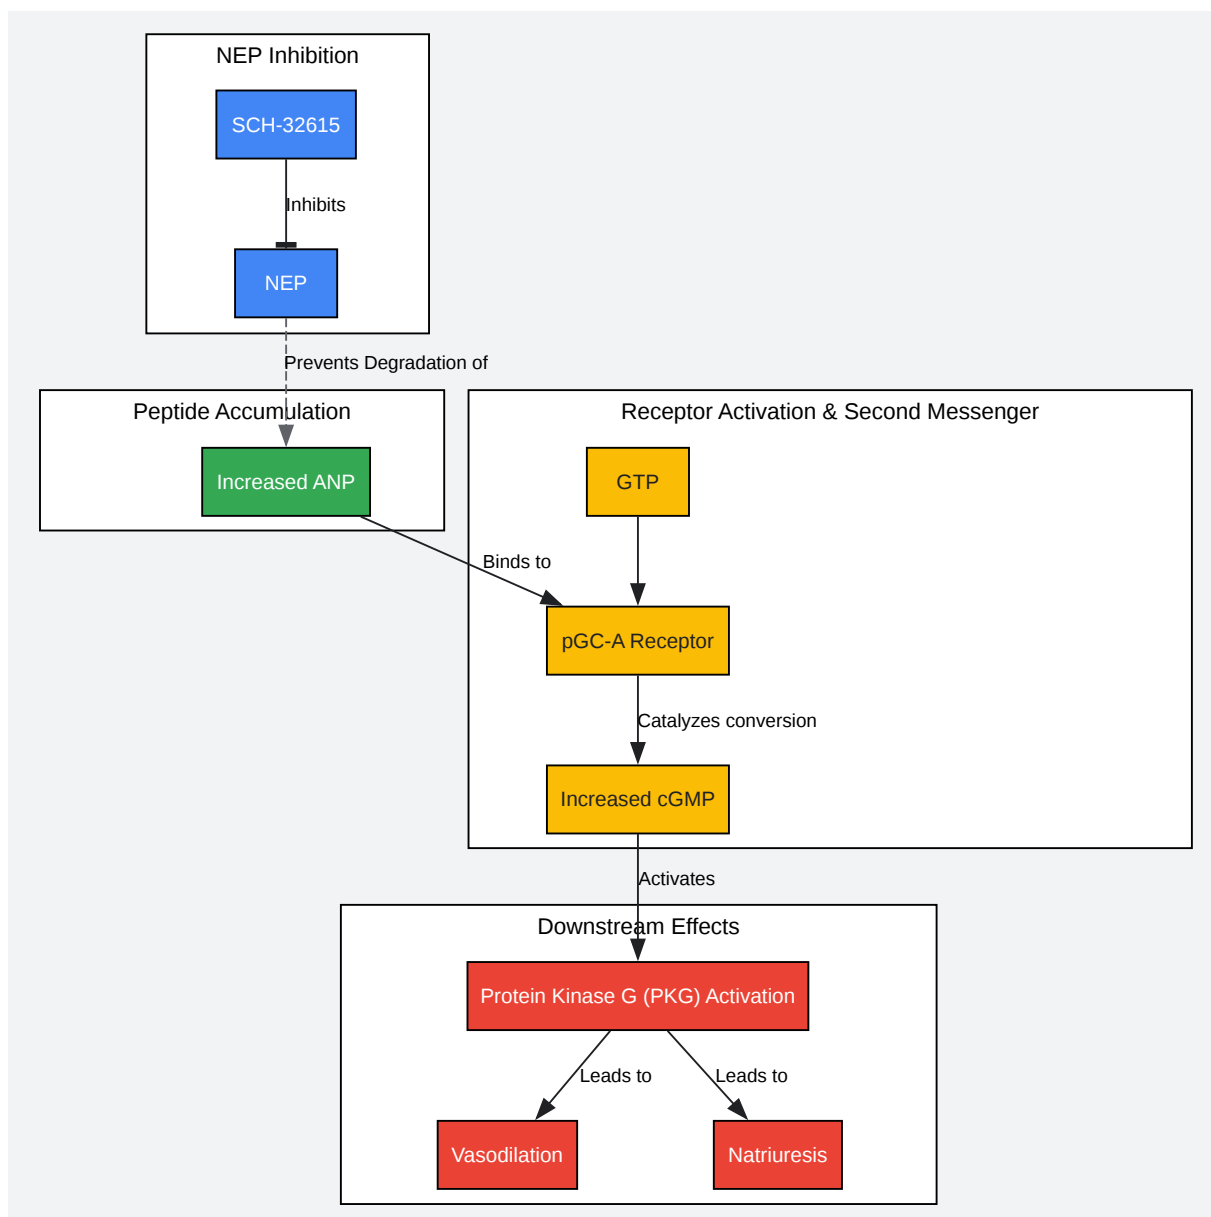 NEP Inhibition
SCH-32615
Inhibits
NEP
Prevents Degradation of
Peptide Accumulation
Receptor Activation & Second Messenger
Increased ANP
GTP
Binds to
pGC-A Receptor
Catalyzes conversion
Increased cGMP
Activates
Downstream Effects
Protein Kinase G (PKG) Activation
Leads to
Leads to
Vasodilation
Natriuresis